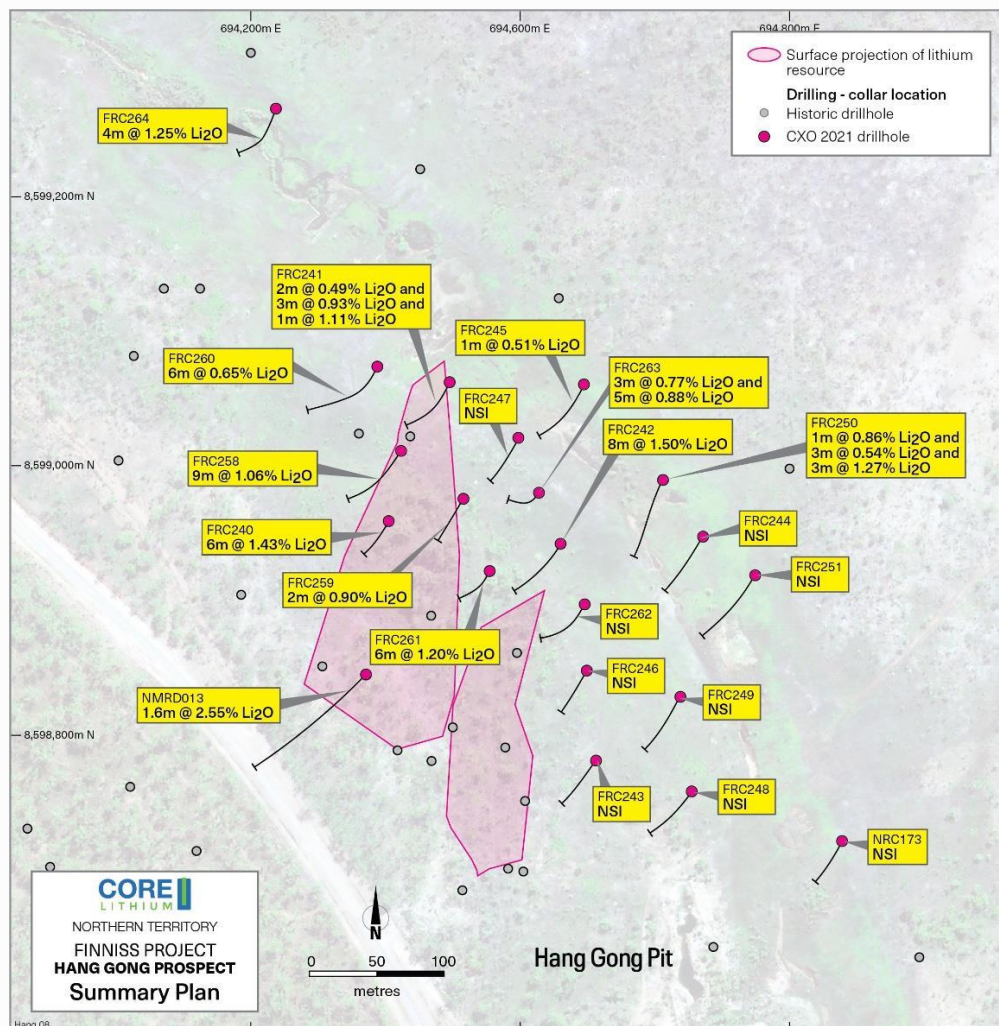 694,200m E
694,600m E
694,800m E
Surface projection of lithium
resource
Drilling - collar location
Historic drillhole
CXO 2021 drillhole
FRC264
4m @ 1.25% Li2O
8,599,200m N
FRC241
2m @ 0.49% Li2O and
3m @ 0.93% Li2O and
1m @ 1.11% Li2O
FRC245
1m @ 0.51% Li2O
FRC260
6m @ 0.65% Li2O
FRC263
3m @ 0.77% Li2O and
5m @ 0.88% Li2O
FRC247
NSI
FRC242
8m @ 1.50% Li2O
FRC250
1m @ 0.86% Li2O and
3m @ 0.54% Li2O and
3m @ 1.27% Li2O
8,599,000m N
FRC258
9m @ 1.06% Li2O
FRC240
6m @ 1.43% Li2O
FRC244
NSI
FRC251
NSI
FRC259
2m @ 0.90% Li2O
FRC262
NSI
FRC261
6m @ 1.20% Li2O
FRC246
NSI
NMRD013
1.6m @ 2.55% Li2O
FRC249
NSI
8,598,800m N
FRC243
NSI
FRC248
NSI
NRC173
NSI
CORE
LITHIUM
NORTHERN TERRITORY
FINNISS PROJECT
HANG GONG PROSPECT
Summary Plan
N
0 50 100
metres
Hang Gong Pit
Hang 08